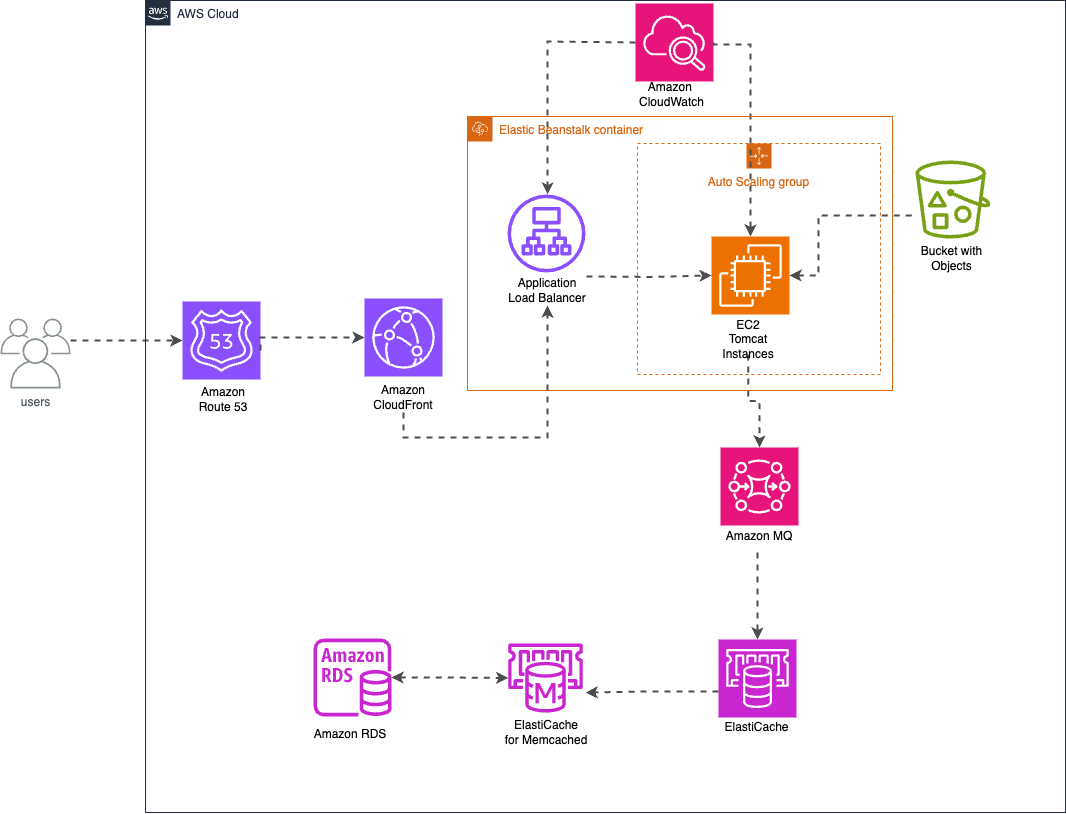 aws
AWS Cloud
Amazon
CloudWatch
Elastic Beanstalk container
Auto Scaling group
Bucket with
Objects
Application
Load Balancer
EC2
Tomcat
Instances
53
Amazon
Route 53
Amazon
CloudFront
users
Amazon MQ
Amazon
RDS
Amazon RDS
M
ElastiCache
for Memcached
ElastiCache